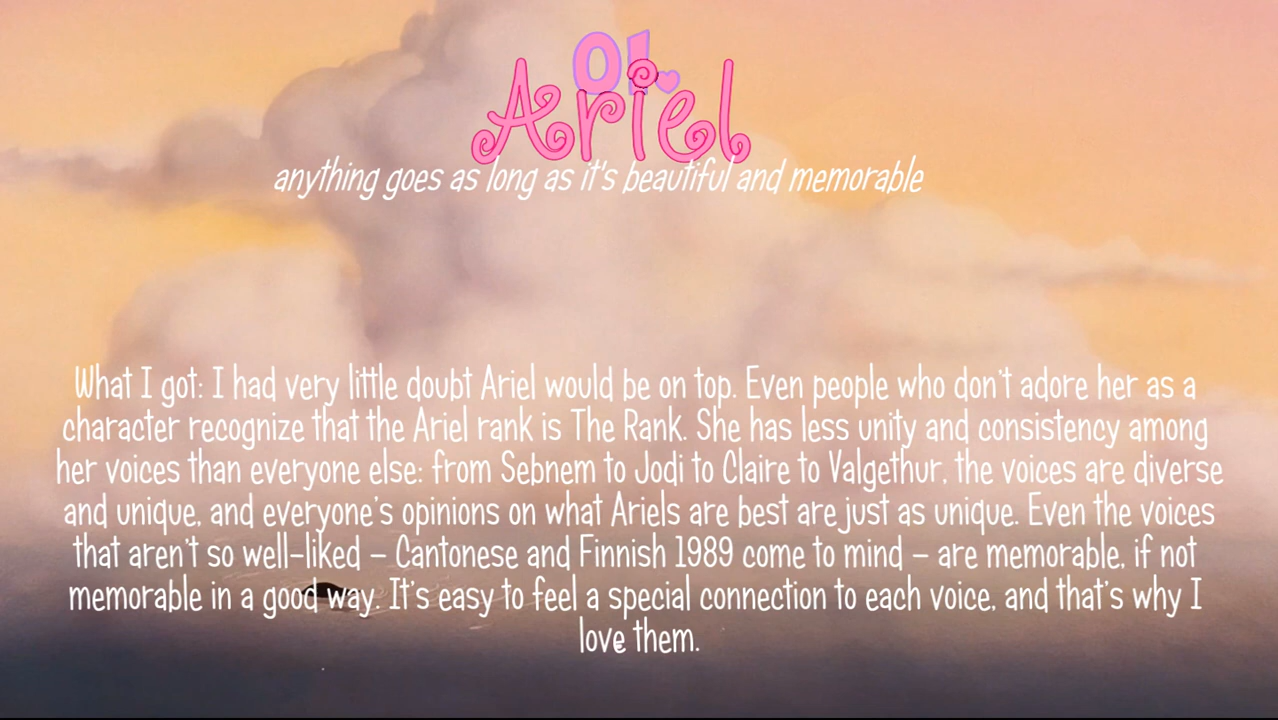 01.
Ariel
anything goes as long as it's beautiful and memorable
What I got: I had very little doubt Ariel would be on top. Even people who don't adore her as a
character recognize that the Ariel rank is The Rank. She has less unity and consistency among
her voices than everyone else: from Sebnem to Jodi to Claire to Valgethur, the voices are diverse
and unique, and everyone's opinions on what Ariels are best are just as unique. Even the voices
that aren't so well-liked – Cantonese and Finnish 1989 come to mind – are memorable, if not
memorable in a good way. It's easy to feel a special connection to each voice, and that's why I
love them.